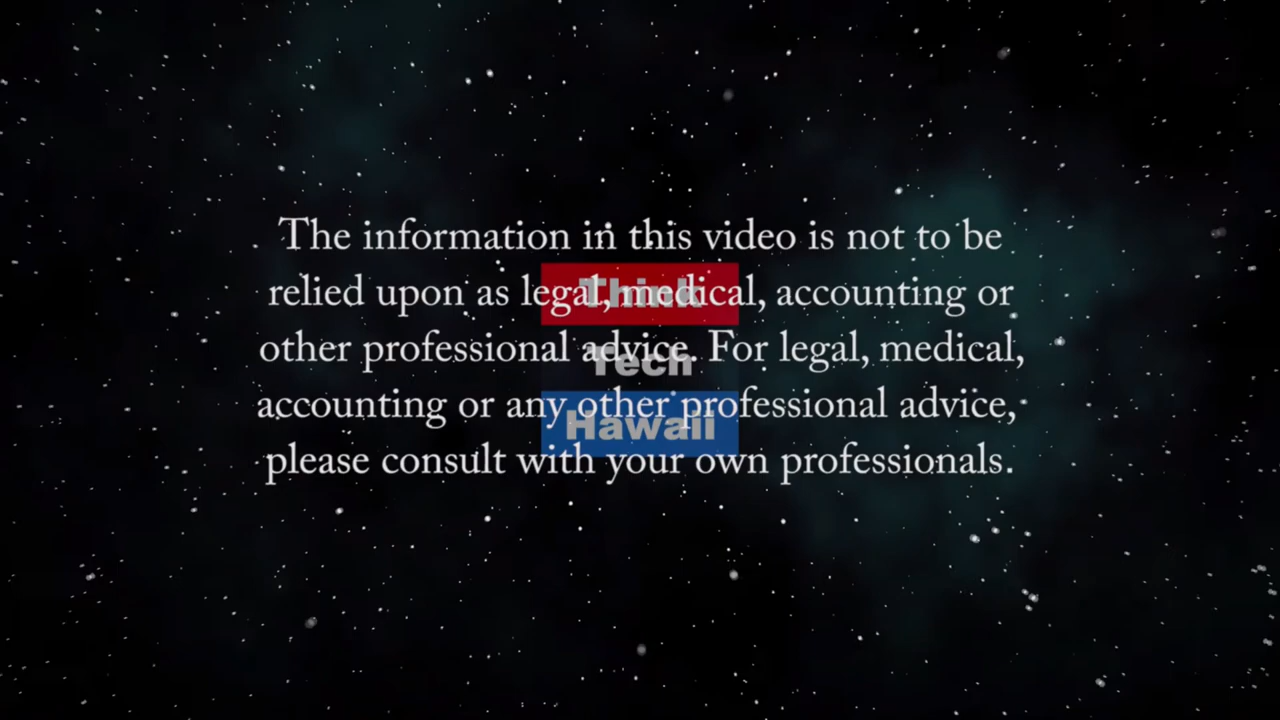 The information in this video is not to be
relied upon as legal, medical, accounting or
other professional advice. For legal, medical,
accounting or any other professional advice,
please consult with your own professionals.
Think
Tech
Hawaii